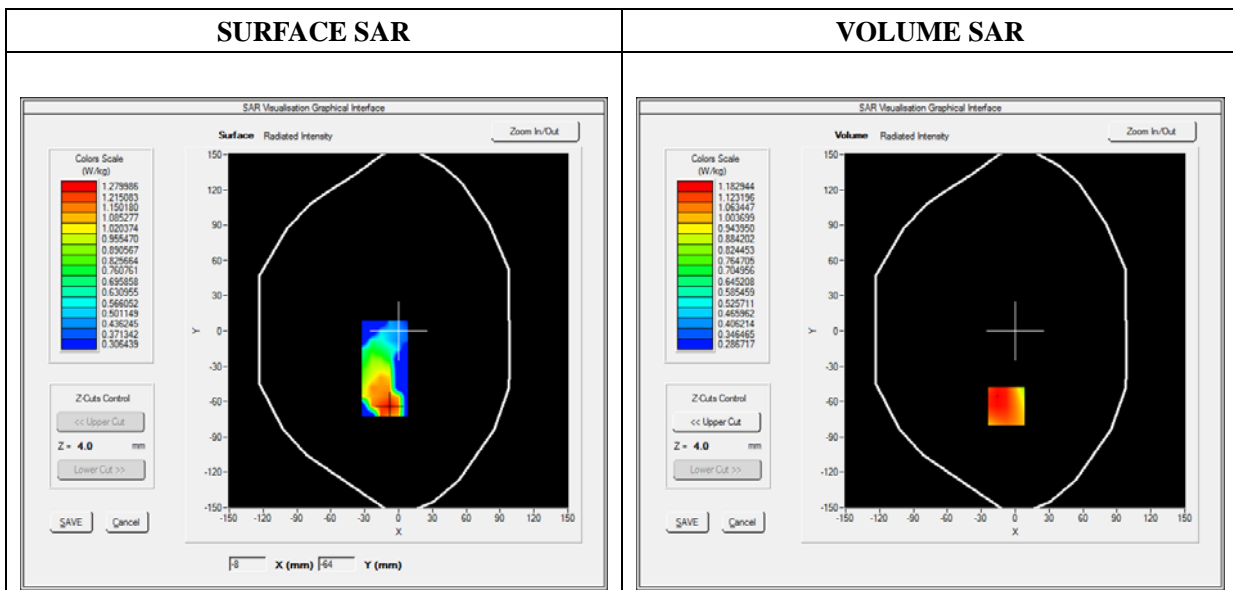 SURFACE SAR
VOLUME SAR
SAR Visualisation Graphical Interface
Surface Radiated Intensity
Zoom In/Out
Colors Scale
(W/kg)
1.279986
1.215083
1.150180
1.085277
1.020374
0.955470
0.890567
0.825664
0.760761
0.695858
0.630955
0.566052
0.501149
0.436245
0.371342
0.306439
Z-Cuts Control
<< Upper Cut
Z = 4.0 mm
Lower Cut >>
SAVE Cancel
150
120
90
60
30
0
-30
-60
-90
-120
-150
Y
-150 -120 -90 -60 -30 0 30 60 90 120 150
X
-8 X (mm) -64 Y (mm)
SAR Visualisation Graphical Interface
Volume Radiated Intensity
Zoom In/Out
Colors Scale
(W/kg)
1.182944
1.123196
1.063447
1.003699
0.943950
0.884202
0.824453
0.764705
0.704956
0.645208
0.585459
0.525711
0.465962
0.406214
0.346465
0.286717
Z-Cuts Control
<< Upper Cut
Z = 4.0 mm
Lower Cut >>
SAVE Cancel
150
120
90
60
30
0
-30
-60
-90
-120
-150
Y
-150 -120 -90 -60 -30 0 30 60 90 120 150
X